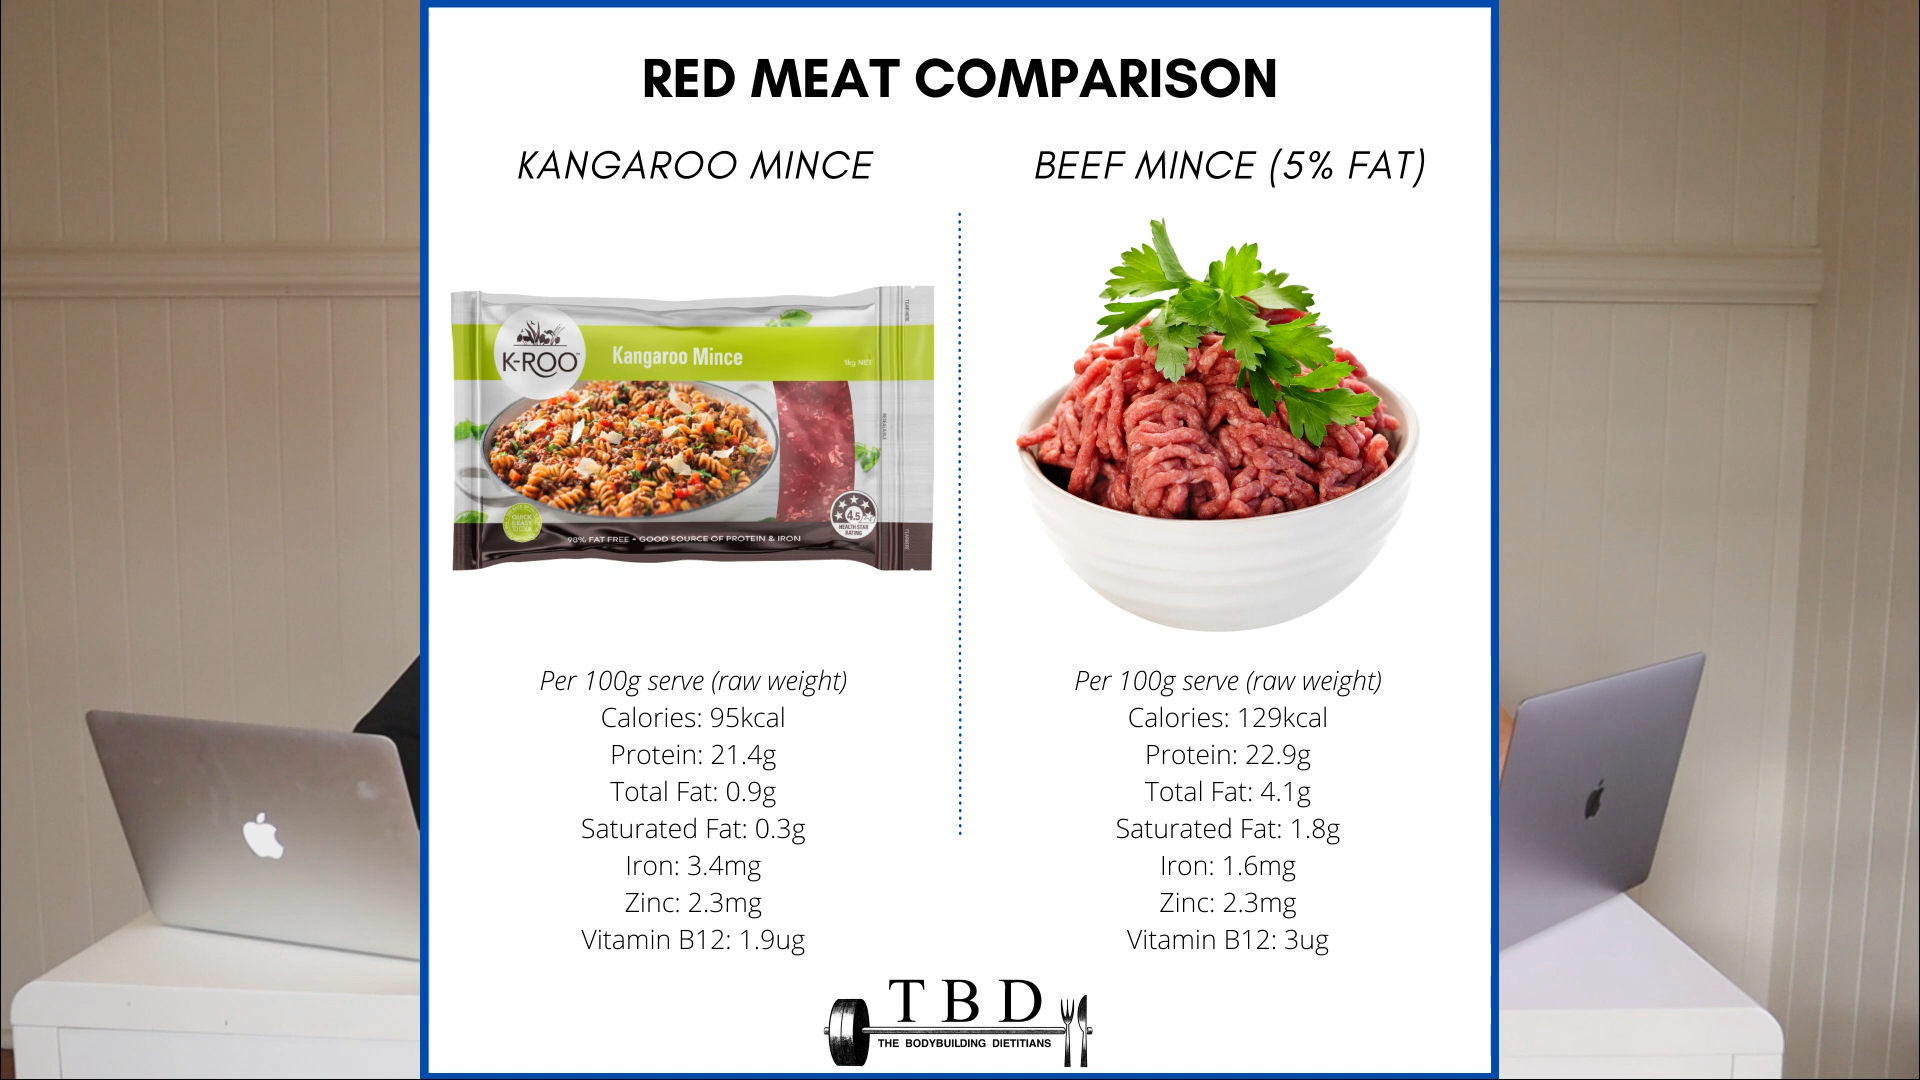 RED MEAT COMPARISON
KANGAROO MINCE
BEEF MINCE (5% FAT)
K-ROO
Kangaroo Mince
1kg NET
QUICK
& EASY
4.5
HEALTH STAR
RATING
98% FAT FREE • GOOD SOURCE OF PROTEIN & IRON
Per 100g serve (raw weight)
Calories: 95kcal
Protein: 21.4g
Total Fat: 0.9g
Saturated Fat: 0.3g
Iron: 3.4mg
Zinc: 2.3mg
Vitamin B12: 1.9ug
Per 100g serve (raw weight)
Calories: 129kcal
Protein: 22.9g
Total Fat: 4.1g
Saturated Fat: 1.8g
Iron: 1.6mg
Zinc: 2.3mg
Vitamin B12: 3ug
TBD
THE BODYBUILDING DIETITIANS